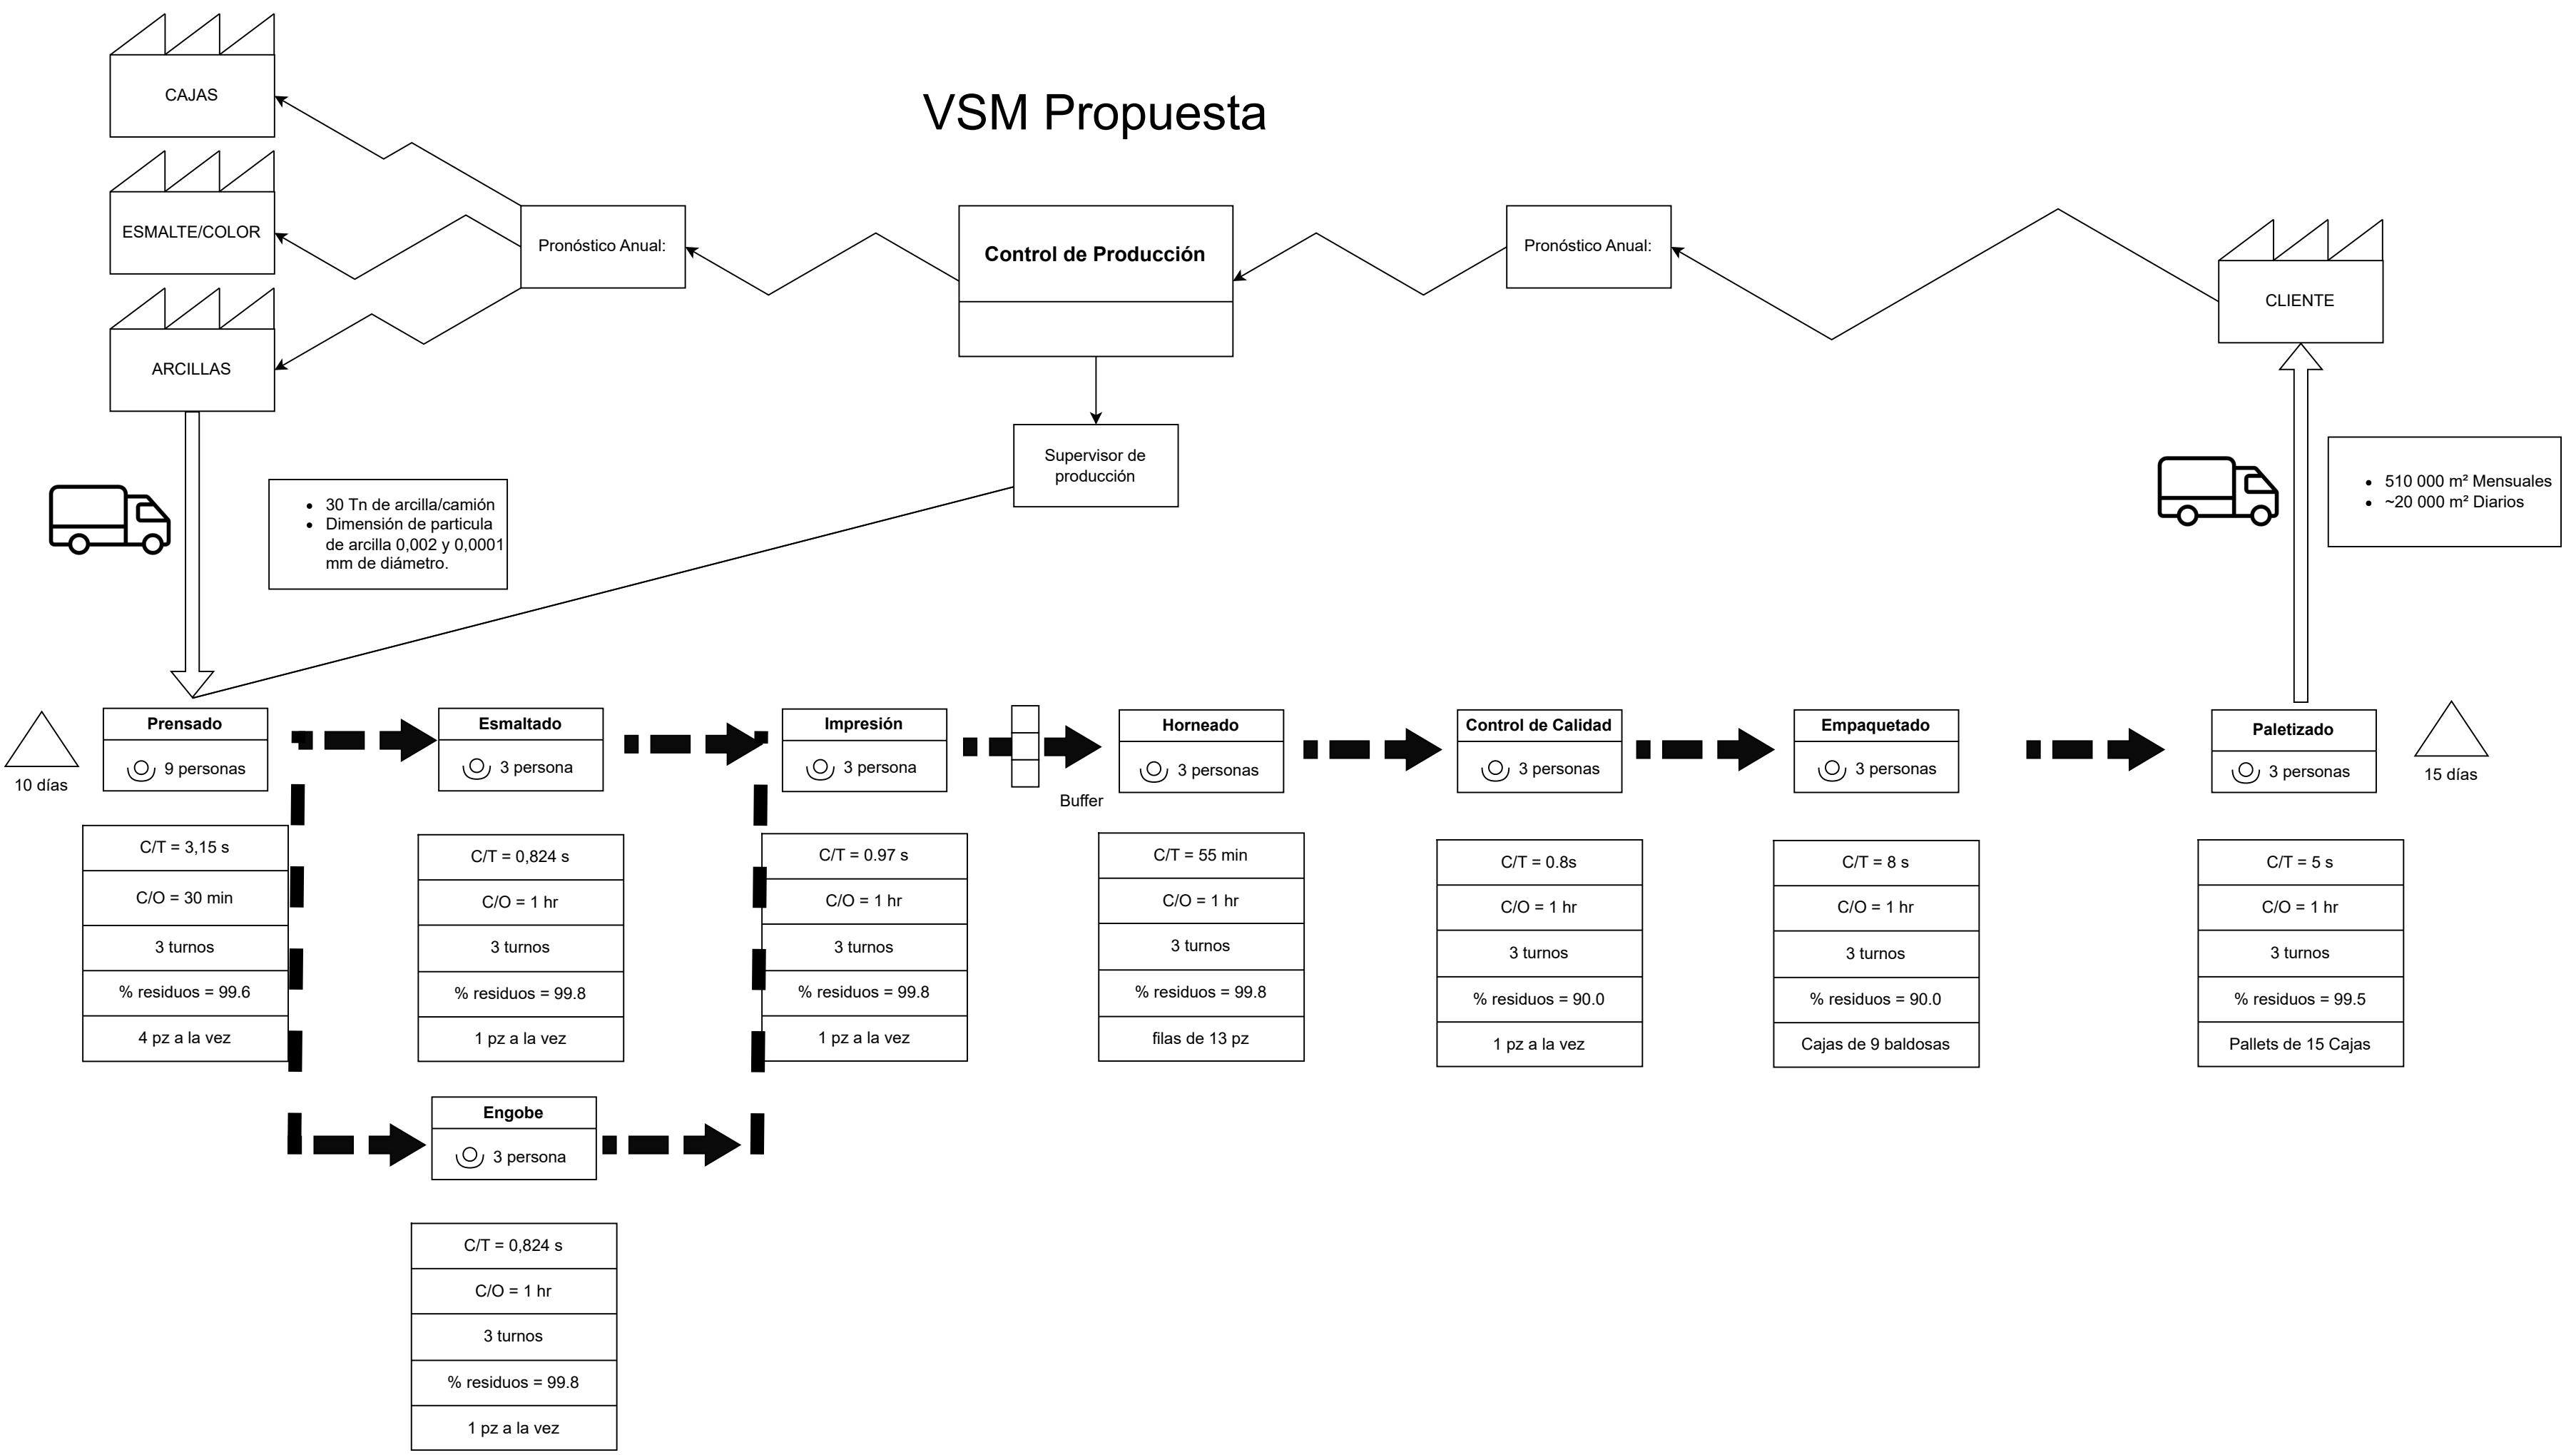 VSM Propuesta
CAJAS
ESMALTE/COLOR
ARCILLAS
Pronóstico Anual:
Control de Producción
Pronóstico Anual:
CLIENTE
Supervisor de
producción
30 Tn de arcilla/camión
Dimensión de particula
de arcilla 0,002 y 0,0001
mm de diámetro.
510 000 m² Mensuales
~20 000 m² Diarios
10 días
Prensado
9 personas
C/T = 3,15 s
C/O = 30 min
3 turnos
% residuos = 99.6
4 pz a la vez
Esmaltado
3 persona
C/T = 0,824 s
C/O = 1 hr
3 turnos
% residuos = 99.8
1 pz a la vez
Engobe
3 persona
C/T = 0,824 s
C/O = 1 hr
3 turnos
% residuos = 99.8
1 pz a la vez
Impresión
3 persona
C/T = 0.97 s
C/O = 1 hr
3 turnos
% residuos = 99.8
1 pz a la vez
Buffer
Horneado
3 personas
C/T = 55 min
C/O = 1 hr
3 turnos
% residuos = 99.8
filas de 13 pz
Control de Calidad
3 personas
C/T = 0.8s
C/O = 1 hr
3 turnos
% residuos = 90.0
1 pz a la vez
Empaquetado
3 personas
C/T = 8 s
C/O = 1 hr
3 turnos
% residuos = 90.0
Cajas de 9 baldosas
Paletizado
3 personas
C/T = 5 s
C/O = 1 hr
3 turnos
% residuos = 99.5
Pallets de 15 Cajas
15 días